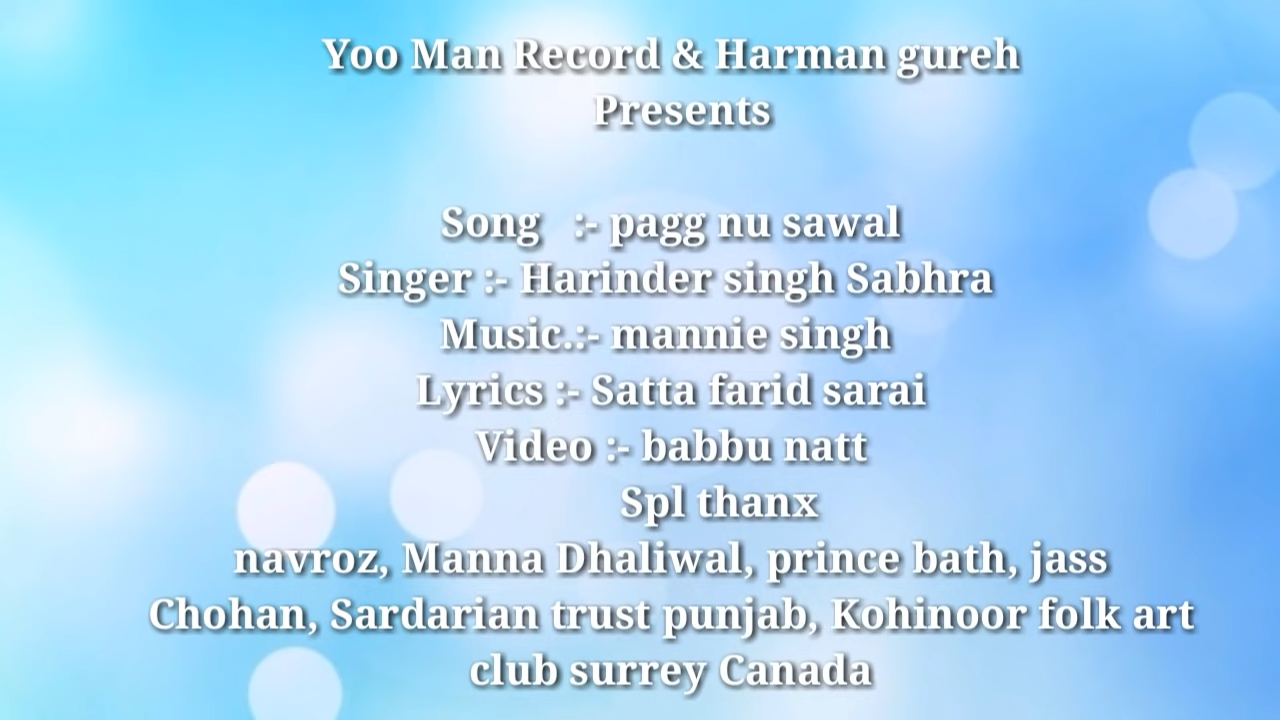 Yoo Man Record & Harman gureh
Presents
Song :- pagg nu sawal
Singer :- Harinder singh Sabhra
Music.:- mannie singh
Lyrics :- Satta farid sarai
Video :- babbu natt
Spl thanx
navroz, Manna Dhaliwal, prince bath, jass
Chohan, Sardarian trust punjab, Kohinoor folk art
club surrey Canada